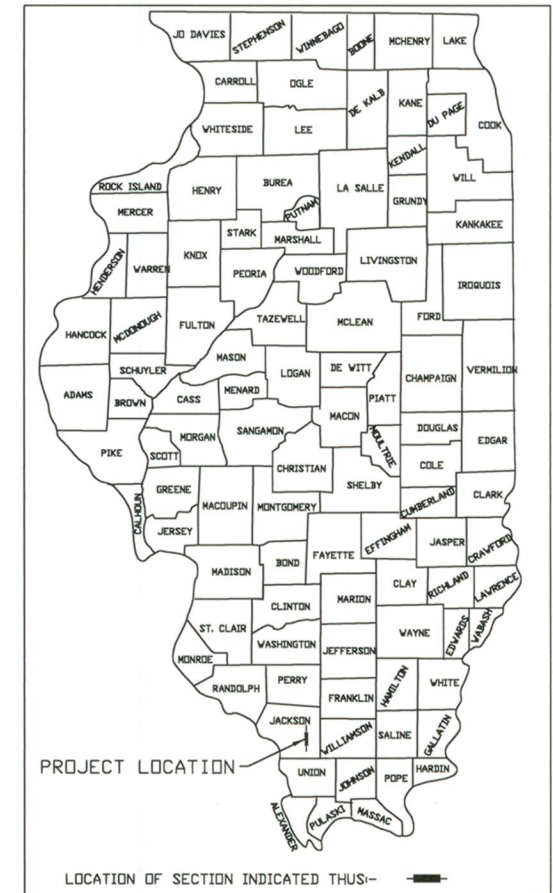 JO DAVIES
STEPHENSON
WINNEBAGO
BOONE
MCHENRY
LAKE
CARROLL
OGLE
DE KALB
KANE
DU PAGE
COOK
WHITESIDE
LEE
KENDALL
WILL
ROCK ISLAND
HENRY
BUREA
LA SALLE
GRUNDY
MERCER
PUTNAM
KANKAKEE
STARK
MARSHALL
HENDERSON
WARREN
KNOX
PEORIA
WOODFORD
LIVINGSTON
IROQUOIS
HANCOCK
MCDONOUGH
FULTON
TAZEWELL
MCLEAN
FORD
MASON
SCHUYLER
LOGAN
DE WITT
CHAMPAIGN
VERMILION
ADAMS
BROWN
CASS
MENARD
PIATT
MACON
PIKE
SCOTT
MORGAN
SANGAMON
MOULTRIE
DOUGLAS
EDGAR
CHRISTIAN
COLE
CALHOUN
GREENE
MACOUPIN
MONTGOMERY
SHELBY
CUMBERLAND
CLARK
JERSEY
FAYETTE
EFFINGHAM
JASPER
CRAWFORD
MADISON
BOND
CLAY
RICHLAND
LAWRENCE
CLINTON
MARION
ST. CLAIR
WASHINGTON
JEFFERSON
WAYNE
EDWARDS
WABASH
MONROE
RANDOLPH
PERRY
HAMILTON
WHITE
FRANKLIN
JACKSON
WILLIAMSON
SALINE
GALLATIN
PROJECT LOCATION
UNION
JOHNSON
POPE
HARDIN
ALEXANDER
PULASKI
MASSAC
LOCATION OF SECTION INDICATED THUS:-